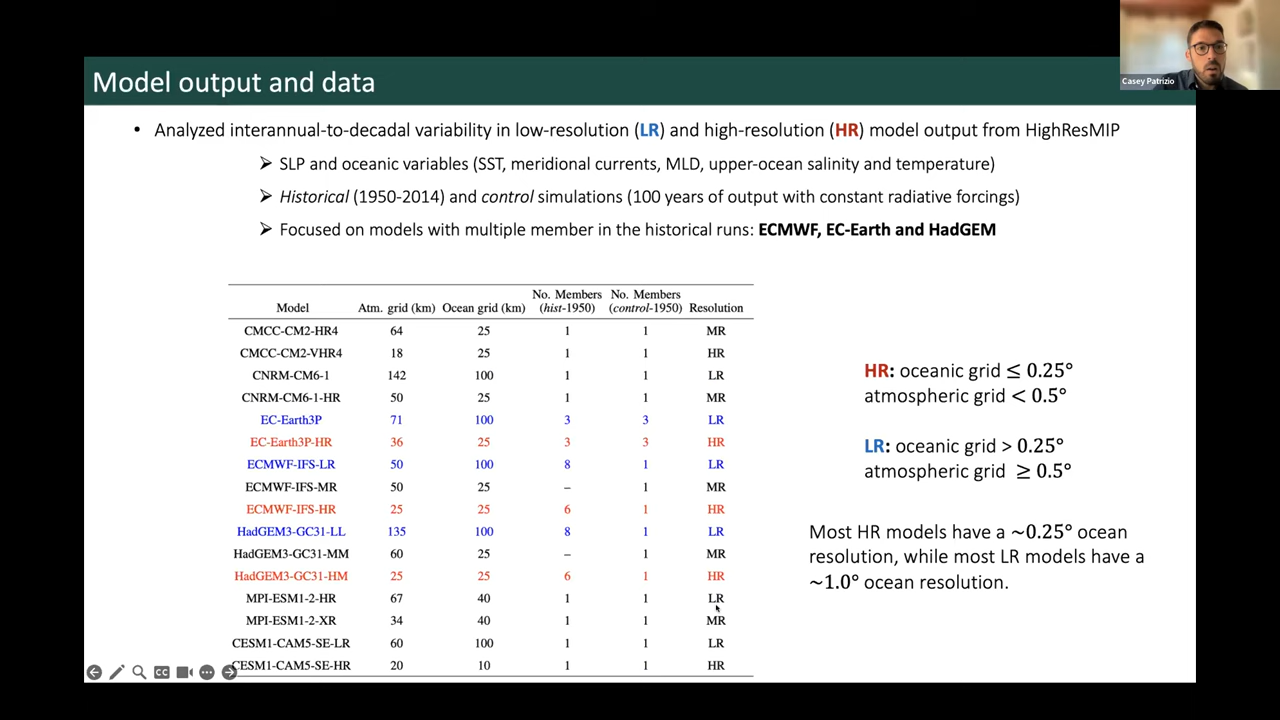 Casey Patrizio
Model output and data
• Analyzed interannual-to-decadal variability in low-resolution (LR) and high-resolution (HR) model output from HighResMIP
➢ SLP and oceanic variables (SST, meridional currents, MLD, upper-ocean salinity and temperature)
➢ Historical (1950-2014) and control simulations (100 years of output with constant radiative forcings)
➢ Focused on models with multiple member in the historical runs: ECMWF, EC-Earth and HadGEM
No. Members No. Members
Model Atm. grid (km) Ocean grid (km) (hist-1950) (control-1950) Resolution
CMCC-CM2-HR4 64 25 1 1 MR
CMCC-CM2-VHR4 18 25 1 1 HR
CNRM-CM6-1 142 100 1 1 LR
CNRM-CM6-1-HR 50 25 1 1 MR
EC-Earth3P 71 100 3 3 LR
EC-Earth3P-HR 36 25 3 3 HR
ECMWF-IFS-LR 50 100 8 1 LR
ECMWF-IFS-MR 50 25 – 1 MR
ECMWF-IFS-HR 25 25 6 1 HR
HadGEM3-GC31-LL 135 100 8 1 LR
HadGEM3-GC31-MM 60 25 – 1 MR
HadGEM3-GC31-HM 25 25 6 1 HR
MPI-ESM1-2-HR 67 40 1 1 LR
MPI-ESM1-2-XR 34 40 1 1 MR
CESM1-CAM5-SE-LR 60 100 1 1 LR
CESM1-CAM5-SE-HR 20 10 1 1 HR
HR: oceanic grid ≤ 0.25°
atmospheric grid < 0.5°
LR: oceanic grid > 0.25°
atmospheric grid ≥ 0.5°
Most HR models have a ~0.25° ocean
resolution, while most LR models have a
~1.0° ocean resolution.
CC